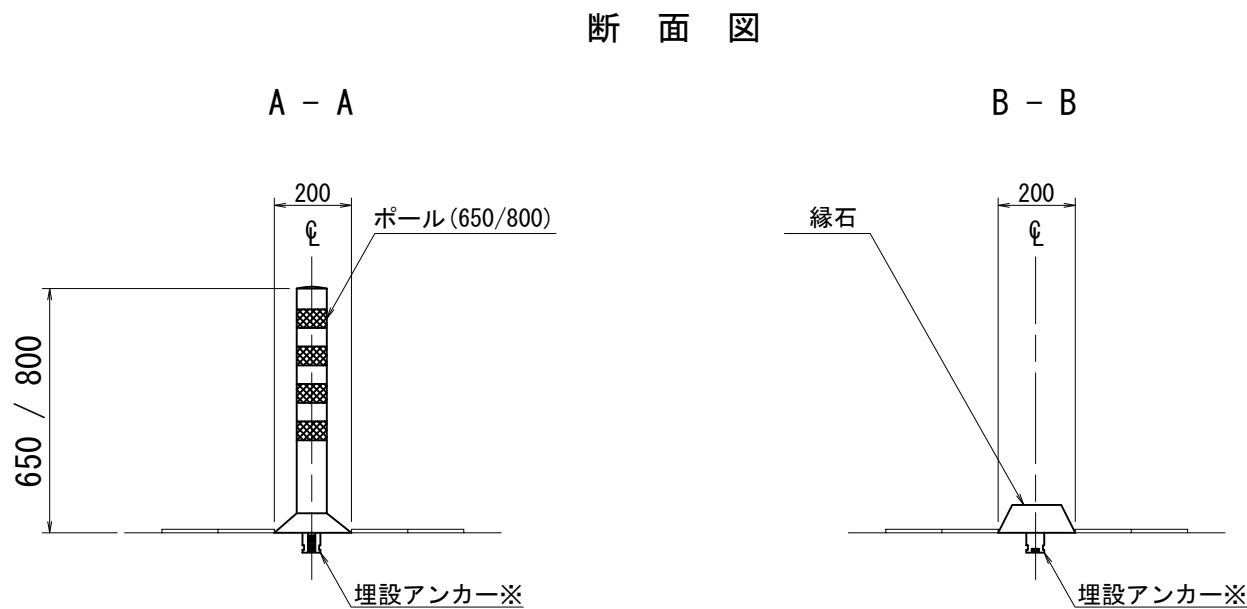 断 面 図
A - A
200
℄
ポール(650/800)
650 / 800
埋設アンカー※
B - B
200
℄
縁石
埋設アンカー※